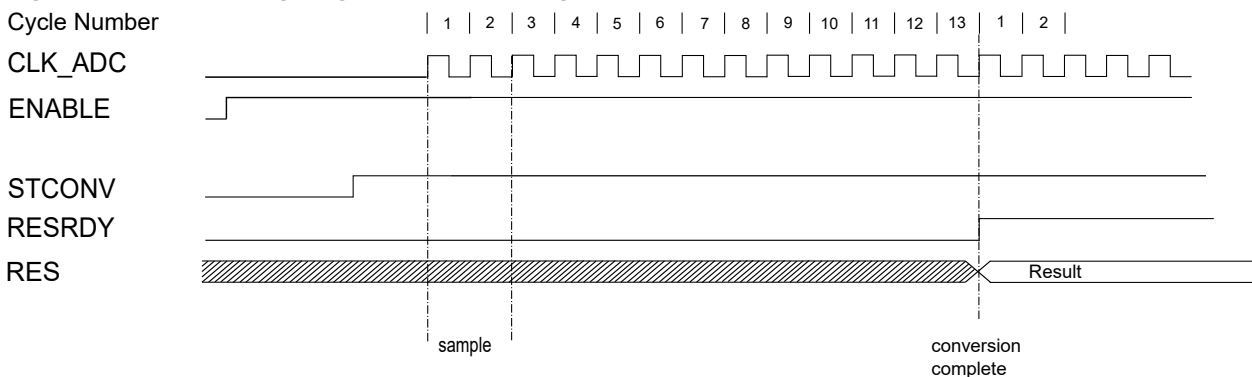 Cycle Number 1 2 3 4 5 6 7 8 9 10 11 12 13 1 2
CLK_ADC
ENABLE
STCONV
RESRDY
RES Result
sample
conversion
complete